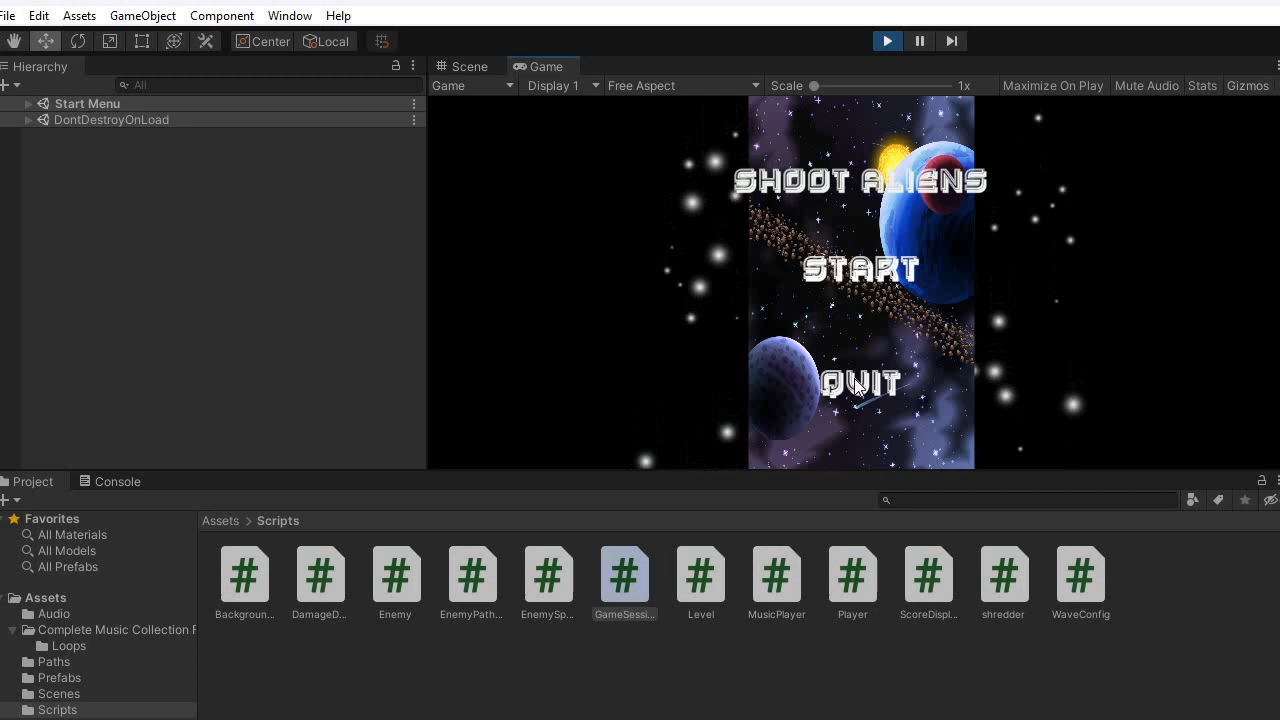 File Edit Assets GameObject Component Window Help
Center Local
Hierarchy
All
Start Menu
DontDestroyOnLoad
Scene Game
Game Display 1 Free Aspect Scale 1x Maximize On Play Mute Audio Stats Gizmos
SHOOT ALIENS
START
QUIT
Project Console
Favorites
All Materials
All Models
All Prefabs
Assets
Audio
Complete Music Collection F
Loops
Paths
Prefabs
Scenes
Scripts
Assets > Scripts
Backgroun... DamageD... Enemy EnemyPath... EnemySp... GameSessi... Level MusicPlayer Player ScoreDispl... shredder WaveConfig